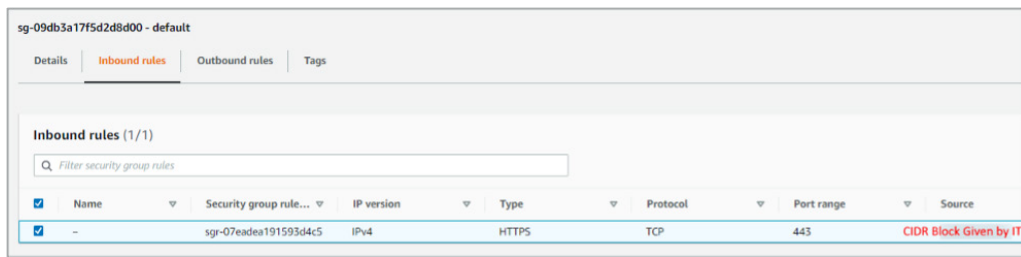 sg-09db3a17f5d2d8d00 - default
Details Inbound rules Outbound rules Tags
Inbound rules (1/1)
Filter security group rules
Name Security group rule... IP version Type Protocol Port range Source
– sgr-07eadea191593d4c5 IPv4 HTTPS TCP 443 CIDR Block Given by IT